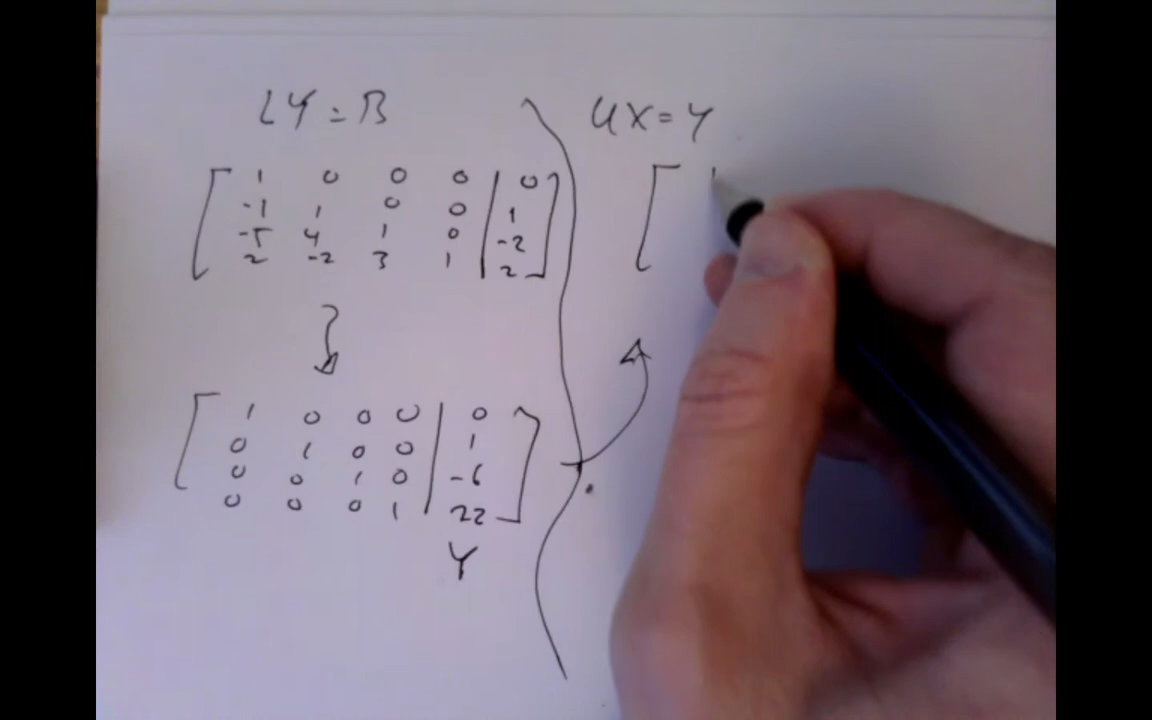 LY = B
1 0 0 0 | 0
-1 1 0 0 | 1
-5 4 1 0 | -2
2 -2 3 1 | 2
1 0 0 0 | 0
0 1 0 0 | 1
0 0 1 0 | -6
0 0 0 1 | 22
Y
UX = Y
[